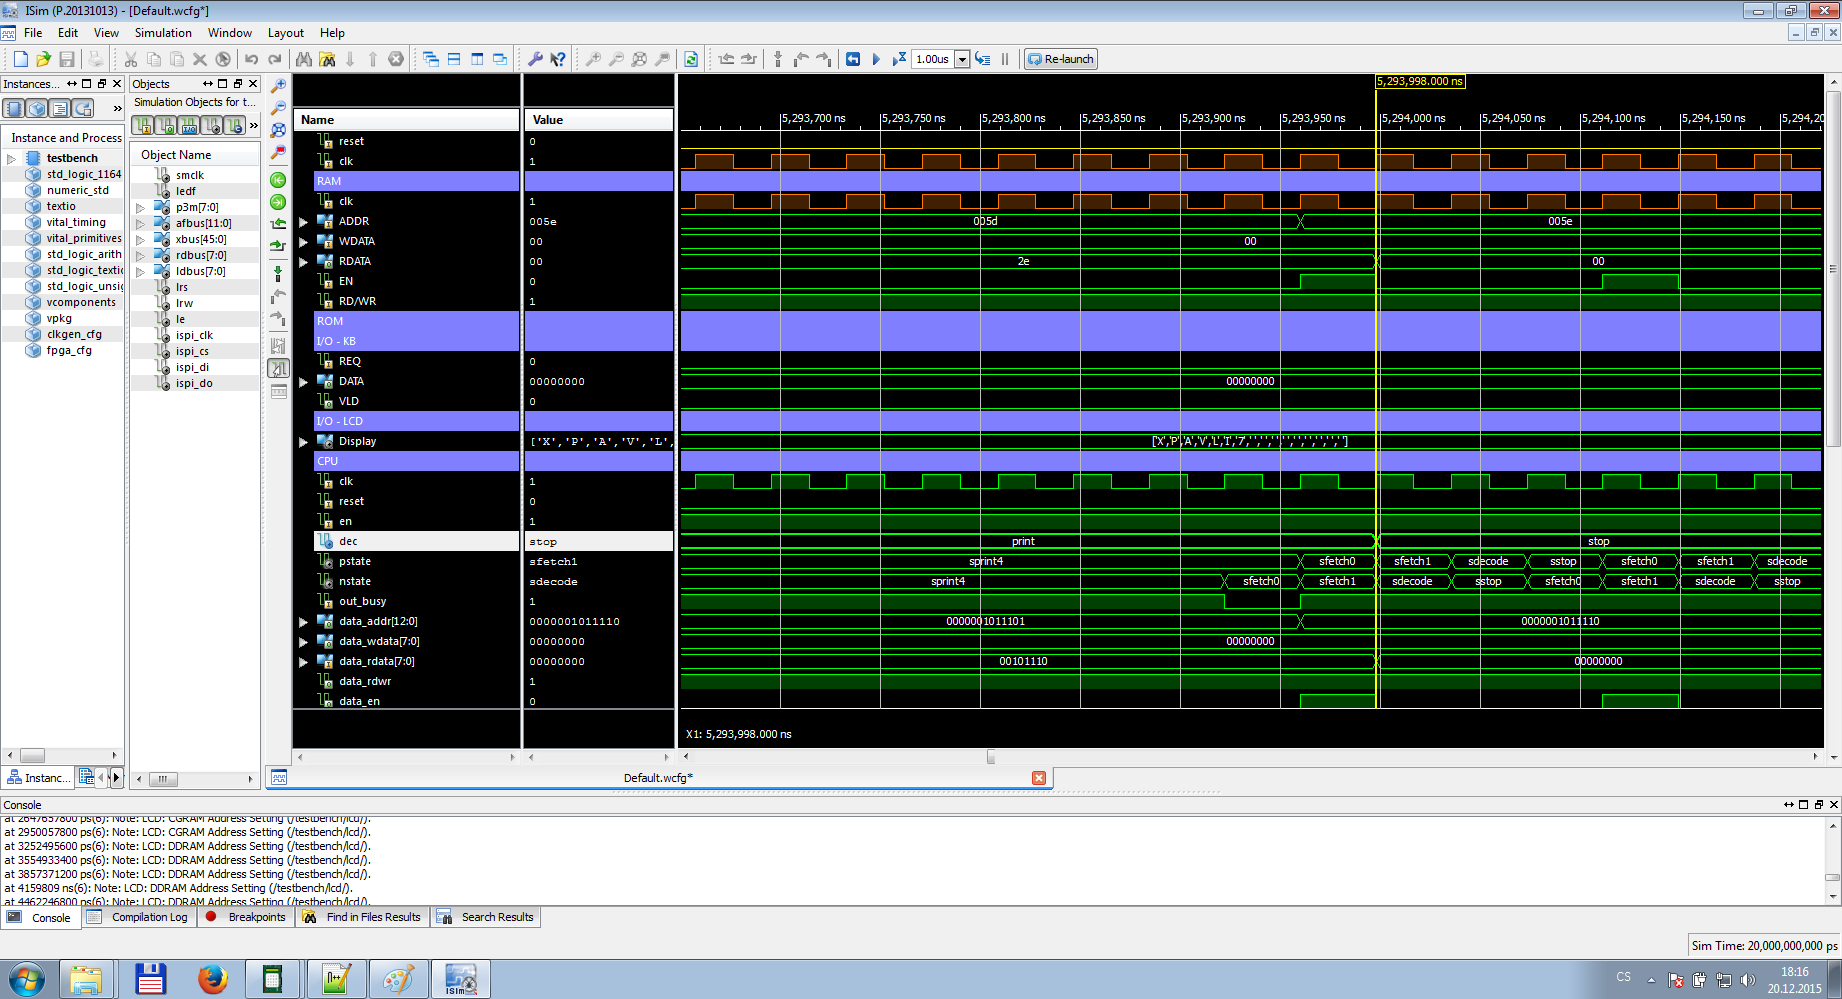 ISim (P.20131013) - [Default.wcfg*]
File Edit View Simulation Window Layout Help
1.00us Re-launch
Instances...
Instance and Process
testbench
std_logic_1164
numeric_std
textio
vital_timing
vital_primitives
std_logic_arith
std_logic_textio
std_logic_unsig
vcomponents
vpkg
clkgen_cfg
fpga_cfg
Instanc...
Objects
Simulation Objects for t...
Object Name
smclk
ledf
p3m[7:0]
afbus[11:0]
xbus[45:0]
rdbus[7:0]
ldbus[7:0]
lrs
lrw
le
ispi_clk
ispi_cs
ispi_di
ispi_do
Name Value
reset 0
clk 1
RAM
clk 1
ADDR 005e
WDATA 00
RDATA 00
EN 0
RD/WR 1
ROM
I/O - KB
REQ 0
DATA 00000000
VLD 0
I/O - LCD
Display ['X','P','A','V','L',
CPU
clk 1
reset 0
en 1
dec stop
pstate sfetch1
nstate sdecode
out_busy 1
data_addr[12:0] 0000001011110
data_wdata[7:0] 00000000
data_rdata[7:0] 00000000
data_rdwr 1
data_en 0
5,293,998.000 ns
5,293,700 ns 5,293,750 ns 5,293,800 ns 5,293,850 ns 5,293,900 ns 5,293,950 ns 5,294,000 ns 5,294,050 ns 5,294,100 ns 5,294,150 ns 5,294,20
005d 005e
00
2e 00
00000000
['X','P','A','V','L','I','7',' ',' ',' ',' ',' ',' ',' ',' ',' ']
print stop
sprint4 sfetch0 sfetch1 sdecode sstop sfetch0 sfetch1 sdecode
sprint4 sfetch0 sfetch1 sdecode sstop sfetch0 sfetch1 sdecode sstop
0000001011101 0000001011110
00000000
00101110 00000000
X1: 5,293,998.000 ns
Default.wcfg*
Console
at 2647657800 ps(6): Note: LCD: CGRAM Address Setting (/testbench/lcd/).
at 2950057800 ps(6): Note: LCD: CGRAM Address Setting (/testbench/lcd/).
at 3252495600 ps(6): Note: LCD: DDRAM Address Setting (/testbench/lcd/).
at 3554933400 ps(6): Note: LCD: DDRAM Address Setting (/testbench/lcd/).
at 3857371200 ps(6): Note: LCD: DDRAM Address Setting (/testbench/lcd/).
at 4159809 ns(6): Note: LCD: DDRAM Address Setting (/testbench/lcd/).
at 4462246800 ps(6): Note: LCD: DDRAM Address Setting (/testbench/lcd/).
Console Compilation Log Breakpoints Find in Files Results Search Results
Sim Time: 20,000,000,000 ps
CS 18:16
20.12.2015